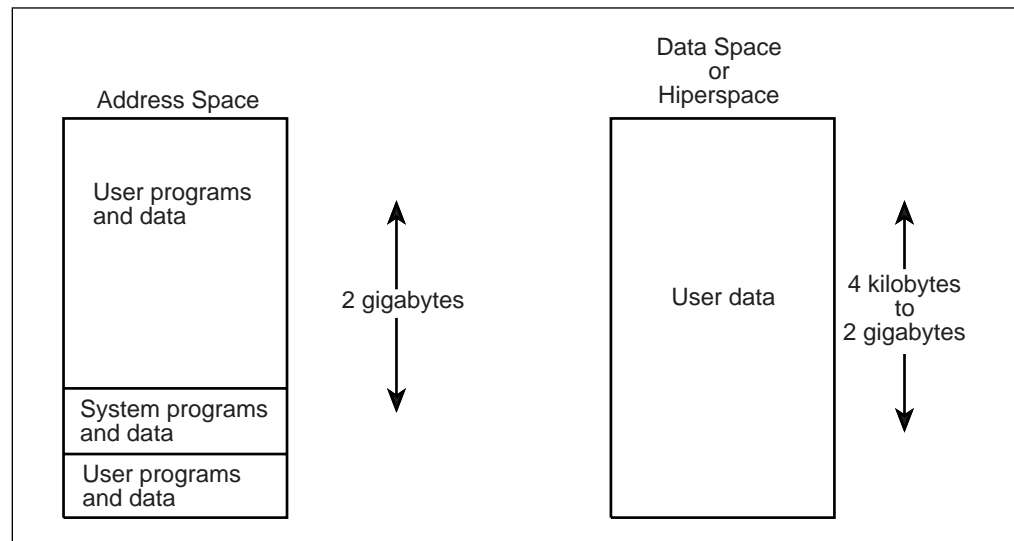 Address Space
User programs
and data
2 gigabytes
System programs
and data
User programs
and data
Data Space
or
Hiperspace
User data
4 kilobytes
to
2 gigabytes